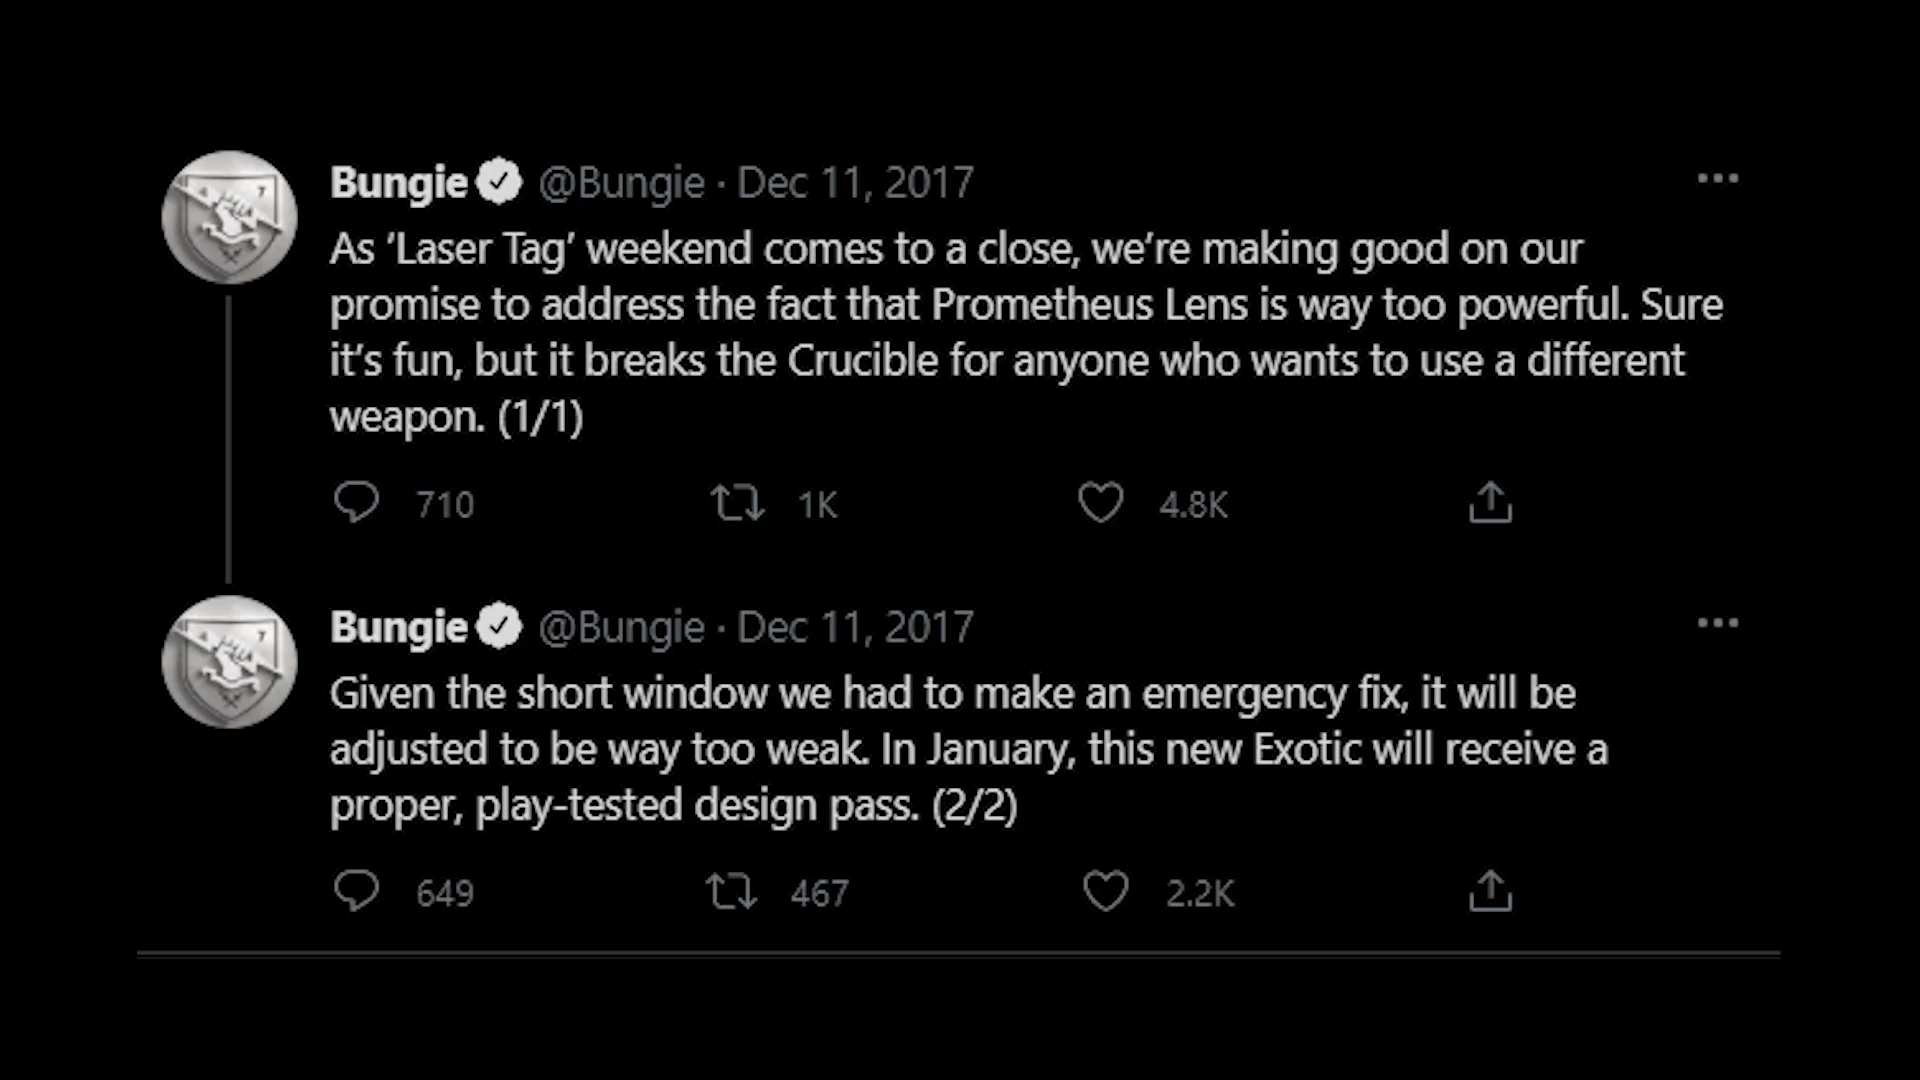 Bungie @Bungie · Dec 11, 2017
As ‘Laser Tag’ weekend comes to a close, we’re making good on our
promise to address the fact that Prometheus Lens is way too powerful. Sure
it’s fun, but it breaks the Crucible for anyone who wants to use a different
weapon. (1/1)
710 1K 4.8K
Bungie @Bungie · Dec 11, 2017
Given the short window we had to make an emergency fix, it will be
adjusted to be way too weak. In January, this new Exotic will receive a
proper, play-tested design pass. (2/2)
649 467 2.2K